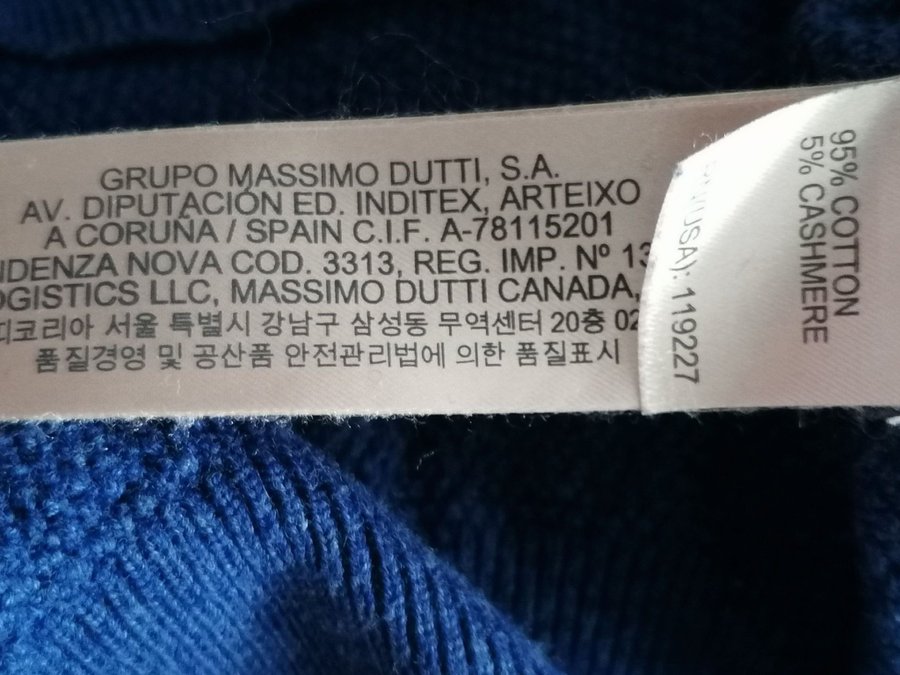 GRUPO MASSIMO DUTTI, S.A.
AV. DIPUTACIÓN ED. INDITEX, ARTEIXO
A CORUÑA / SPAIN C.I.F. A-78115201
NDENZA NOVA COD. 3313, REG. IMP. Nº 13
OGISTICS LLC, MASSIMO DUTTI CANADA,
디코리아 서울 특별시 강남구 삼성동 무역센터 20층 02
품질경영 및 공산품 안전관리법에 의한 품질표시
(USA): 119227
95% COTTON
5% CASHMERE